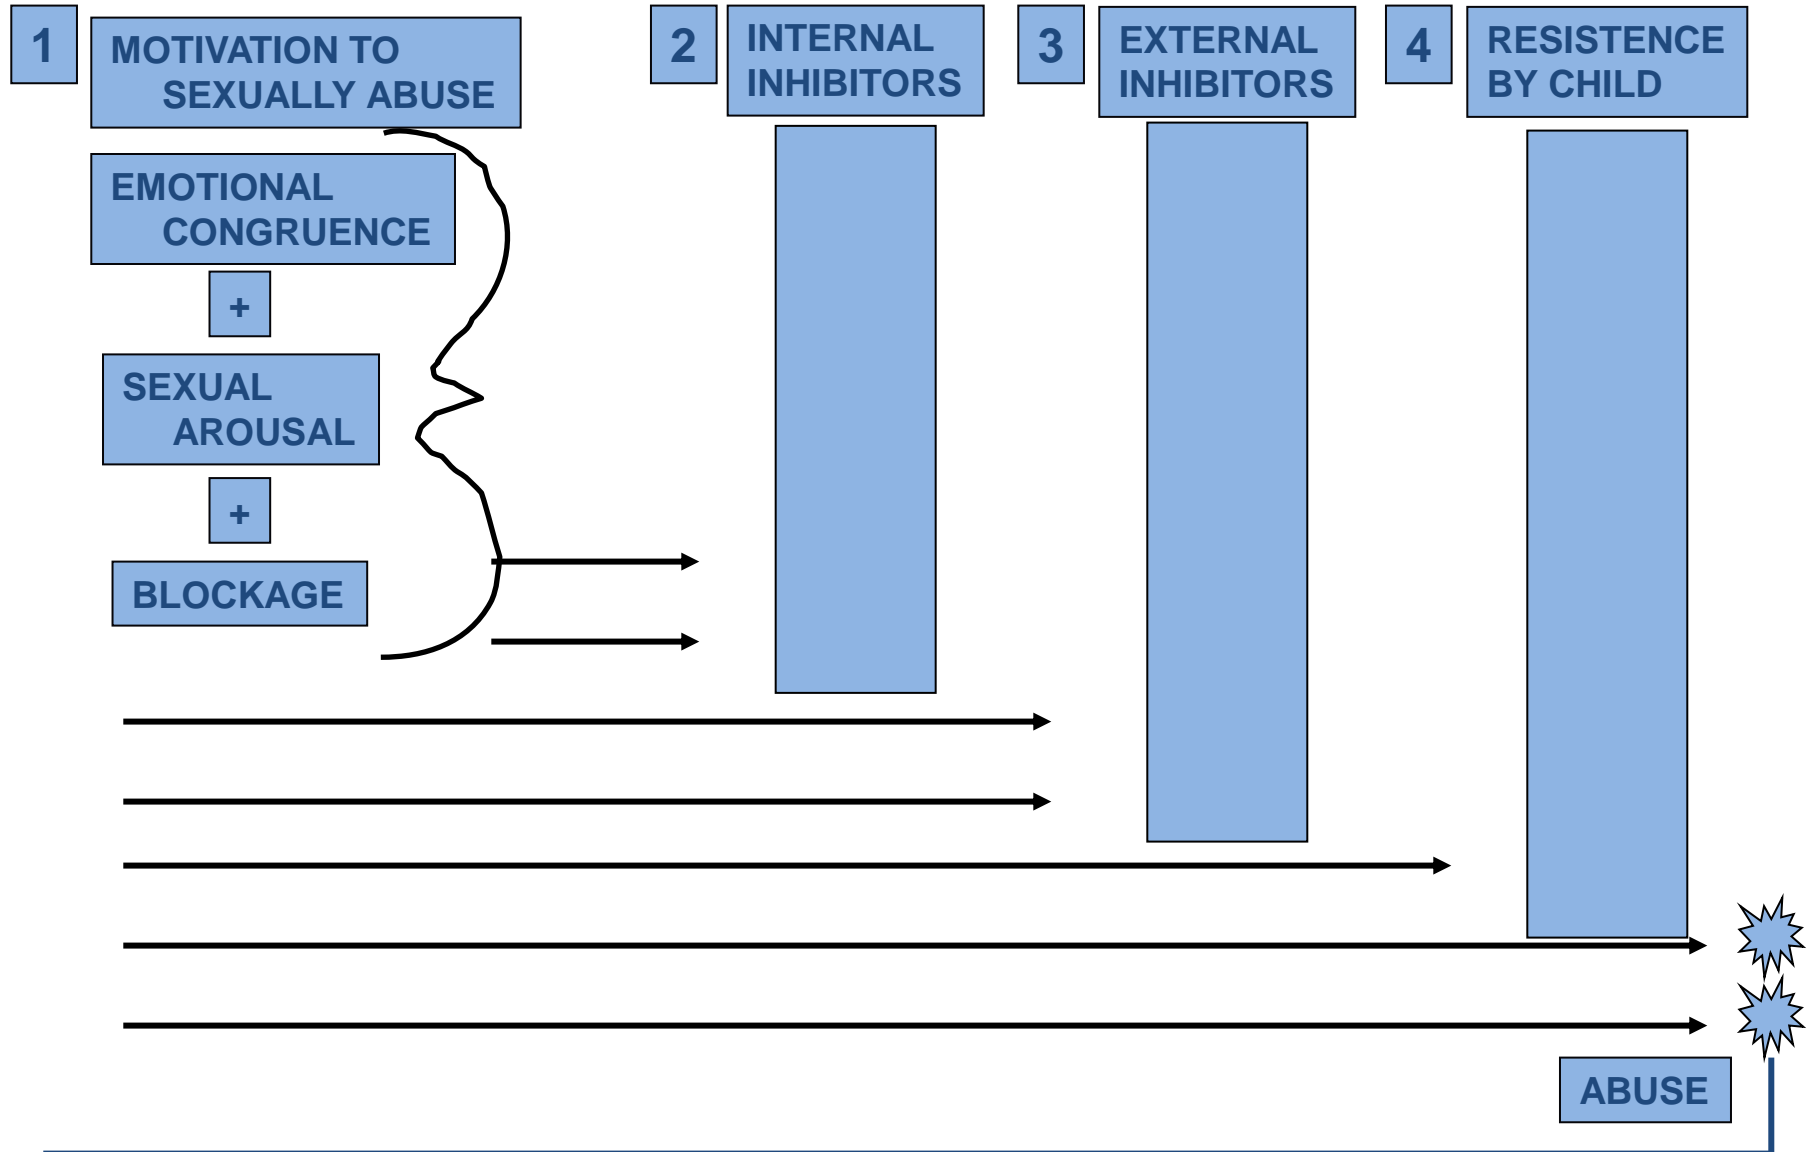 1
MOTIVATION TO
SEXUALLY ABUSE
2
INTERNAL
INHIBITORS
3
EXTERNAL
INHIBITORS
4
RESISTENCE
BY CHILD
EMOTIONAL
CONGRUENCE
+
SEXUAL
AROUSAL
+
BLOCKAGE
ABUSE